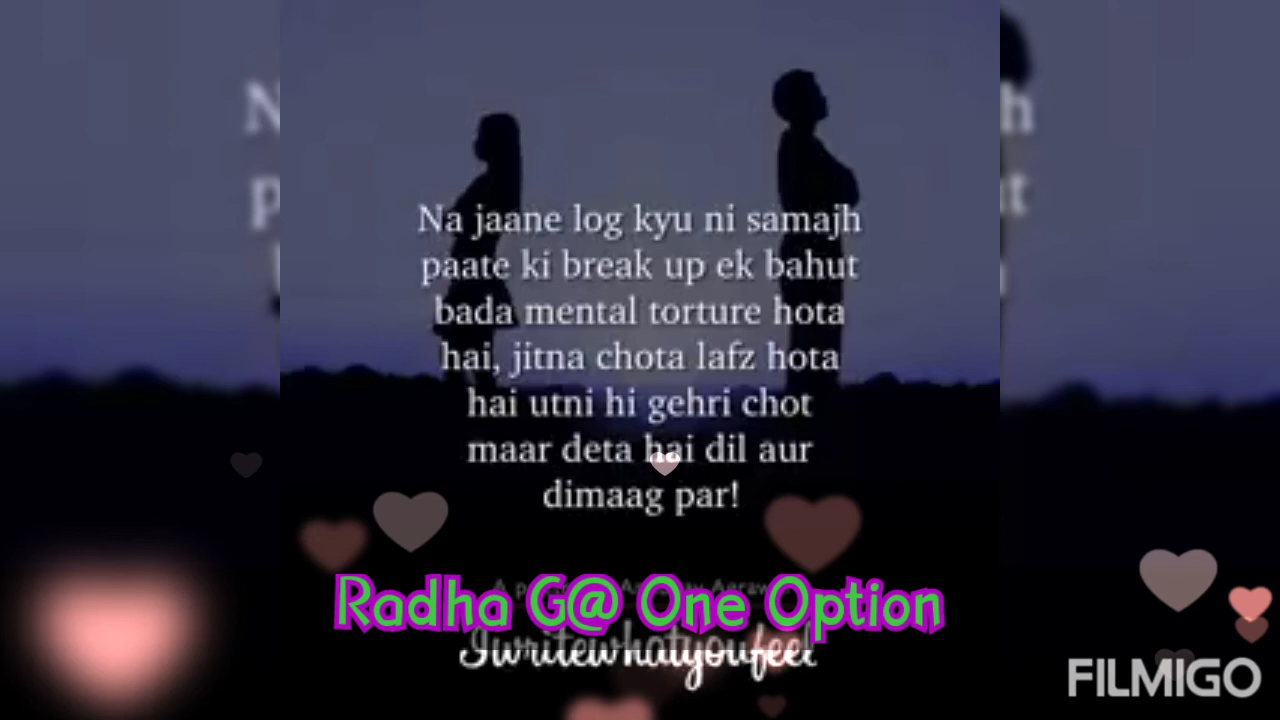 Na jaane log kyu ni samajh
paate ki break up ek bahut
bada mental torture hota
hai, jitna chota lafz hota
hai utni hi gehri chot
maar deta hai dil aur
dimaag par!
Radha G@ One Option
Iwritewhatyoufeel
FILMIGO